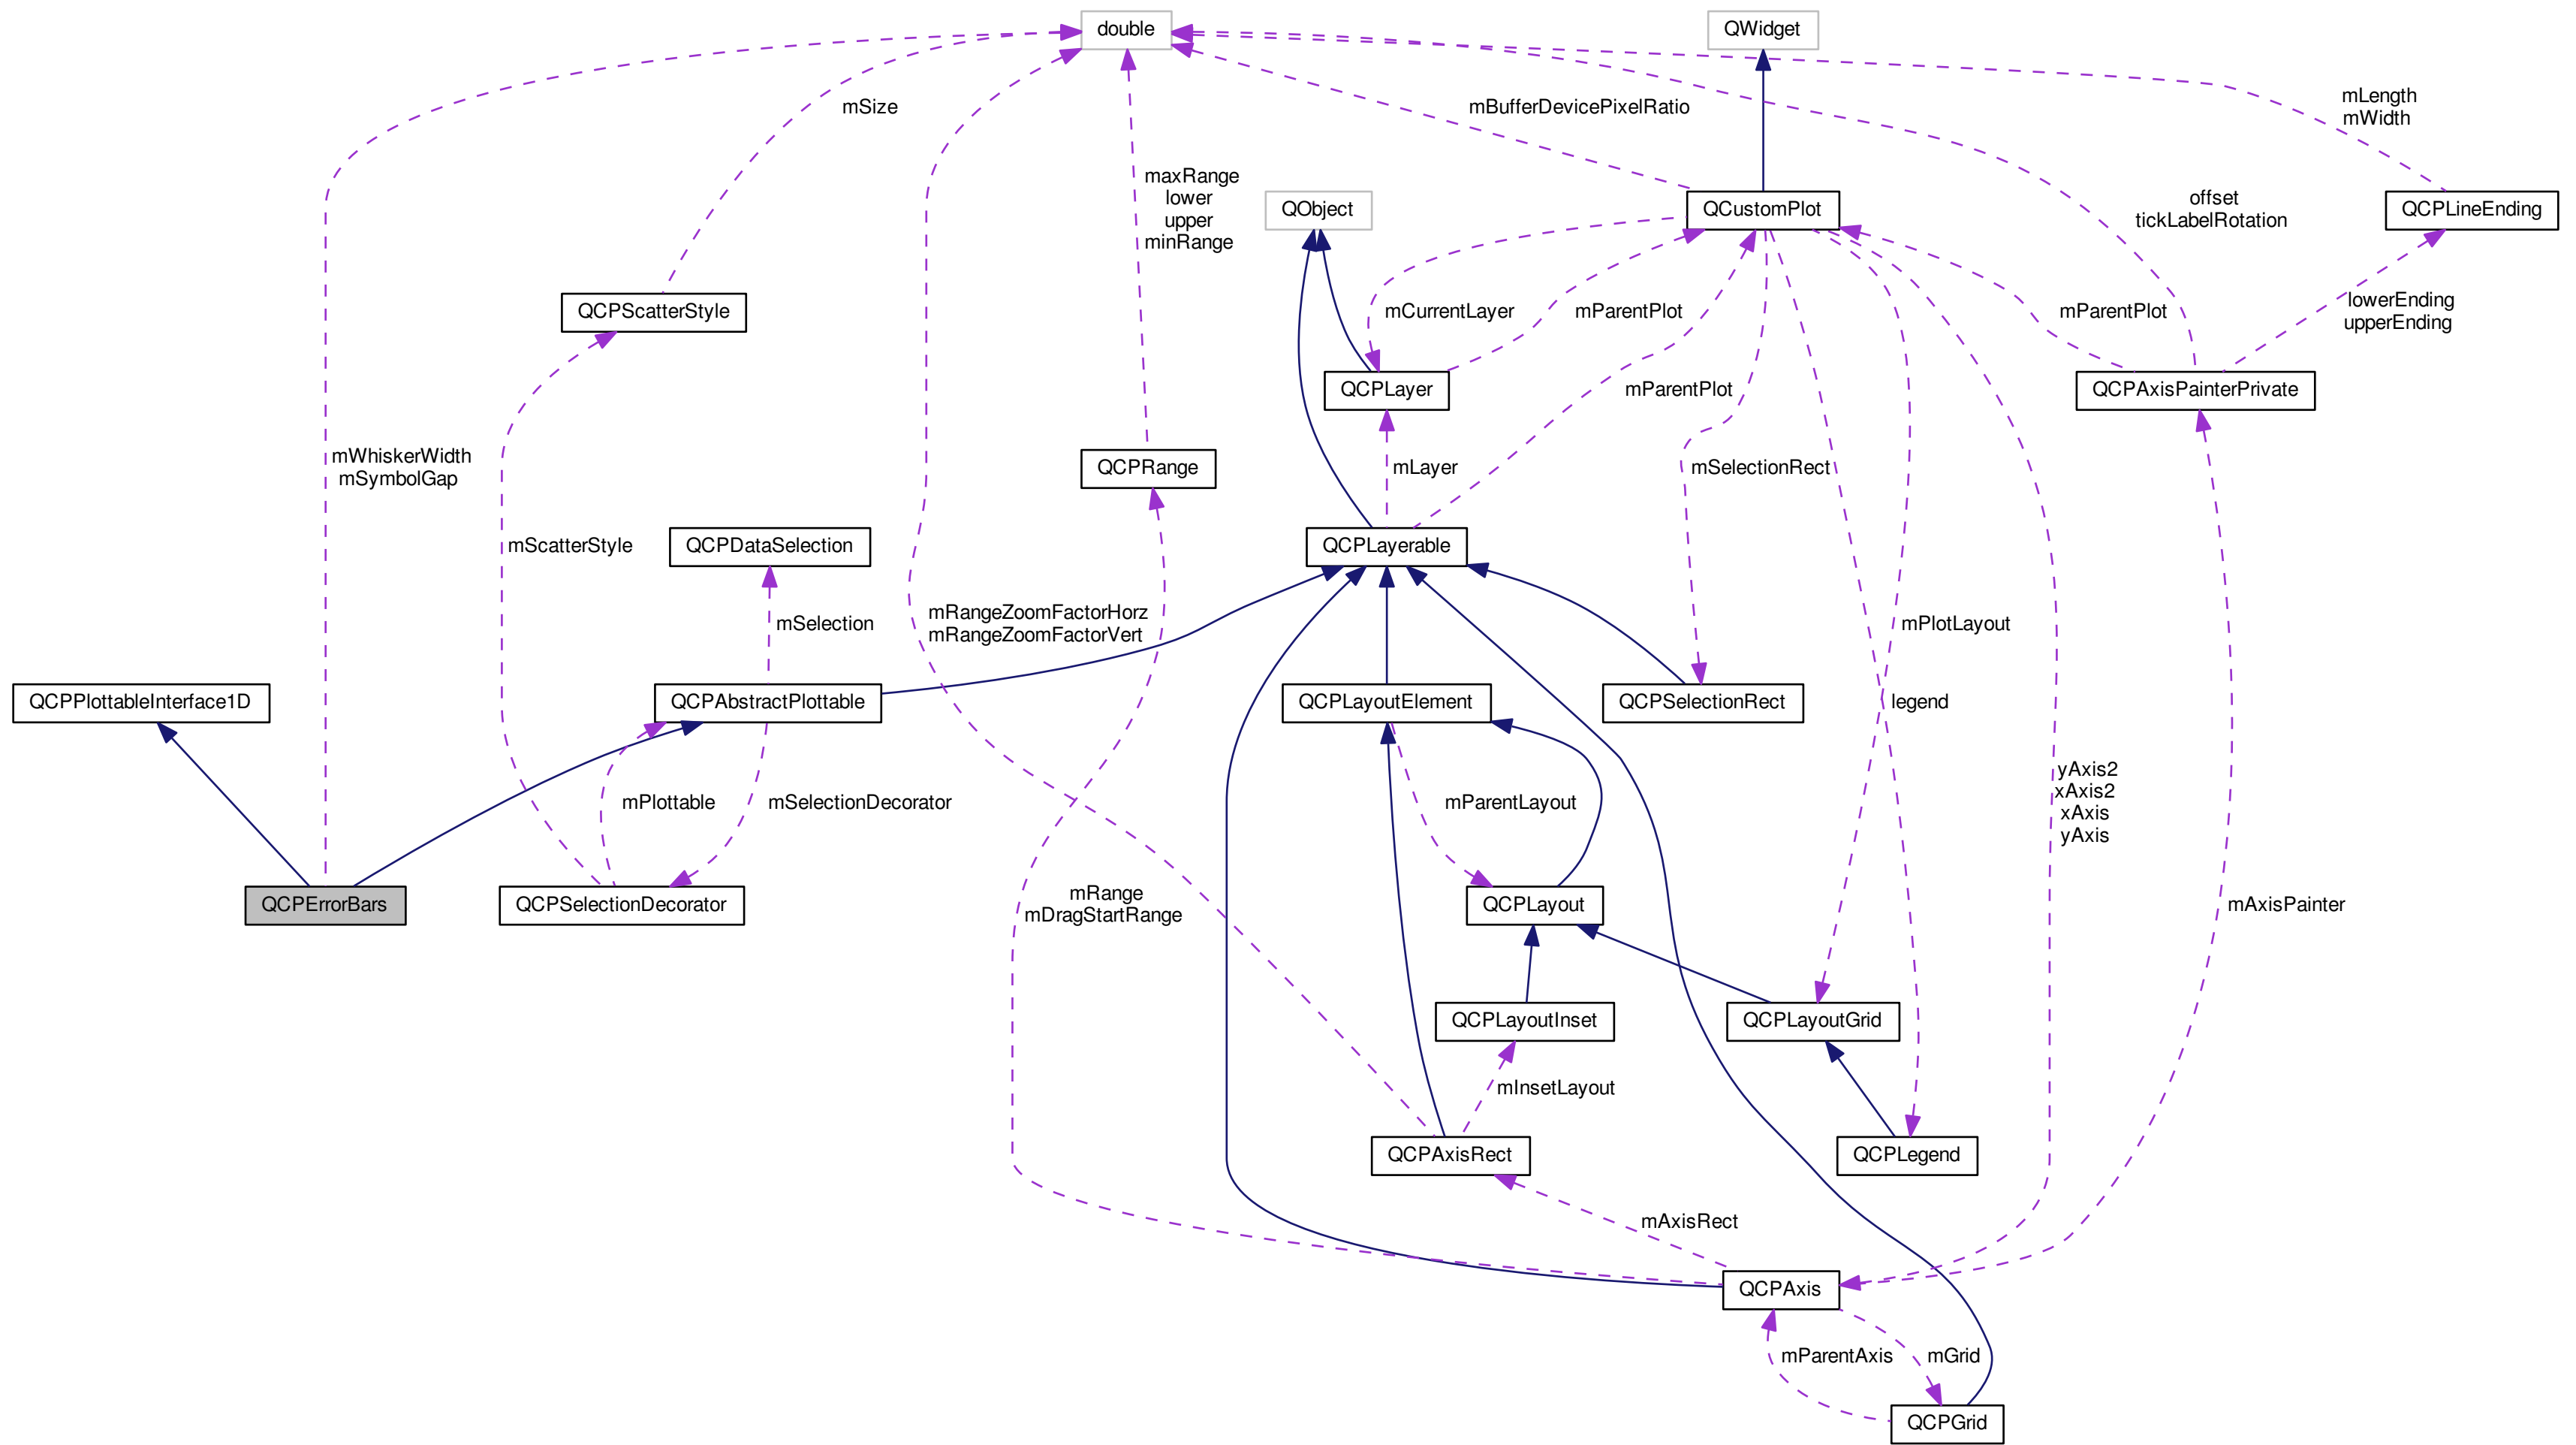 double
QWidget
mLength
mWidth
mSize
mBufferDevicePixelRatio
maxRange
lower
upper
minRange
QObject
QCustomPlot
offset
tickLabelRotation
QCPLineEnding
QCPScatterStyle
mCurrentLayer
mParentPlot
mParentPlot
lowerEnding
upperEnding
QCPLayer
mParentPlot
QCPAxisPainterPrivate
mWhiskerWidth
mSymbolGap
QCPRange
mLayer
mSelectionRect
mScatterStyle
QCPDataSelection
QCPLayerable
mSelection
mRangeZoomFactorHorz
mRangeZoomFactorVert
mPlotLayout
QCPPlottableInterface1D
QCPAbstractPlottable
QCPLayoutElement
QCPSelectionRect
legend
mPlottable
mSelectionDecorator
mParentLayout
yAxis2
xAxis2
xAxis
yAxis
QCPErrorBars
QCPSelectionDecorator
mRange
mDragStartRange
QCPLayout
mAxisPainter
QCPLayoutInset
QCPLayoutGrid
mInsetLayout
QCPAxisRect
QCPLegend
mAxisRect
QCPAxis
mParentAxis
mGrid
QCPGrid